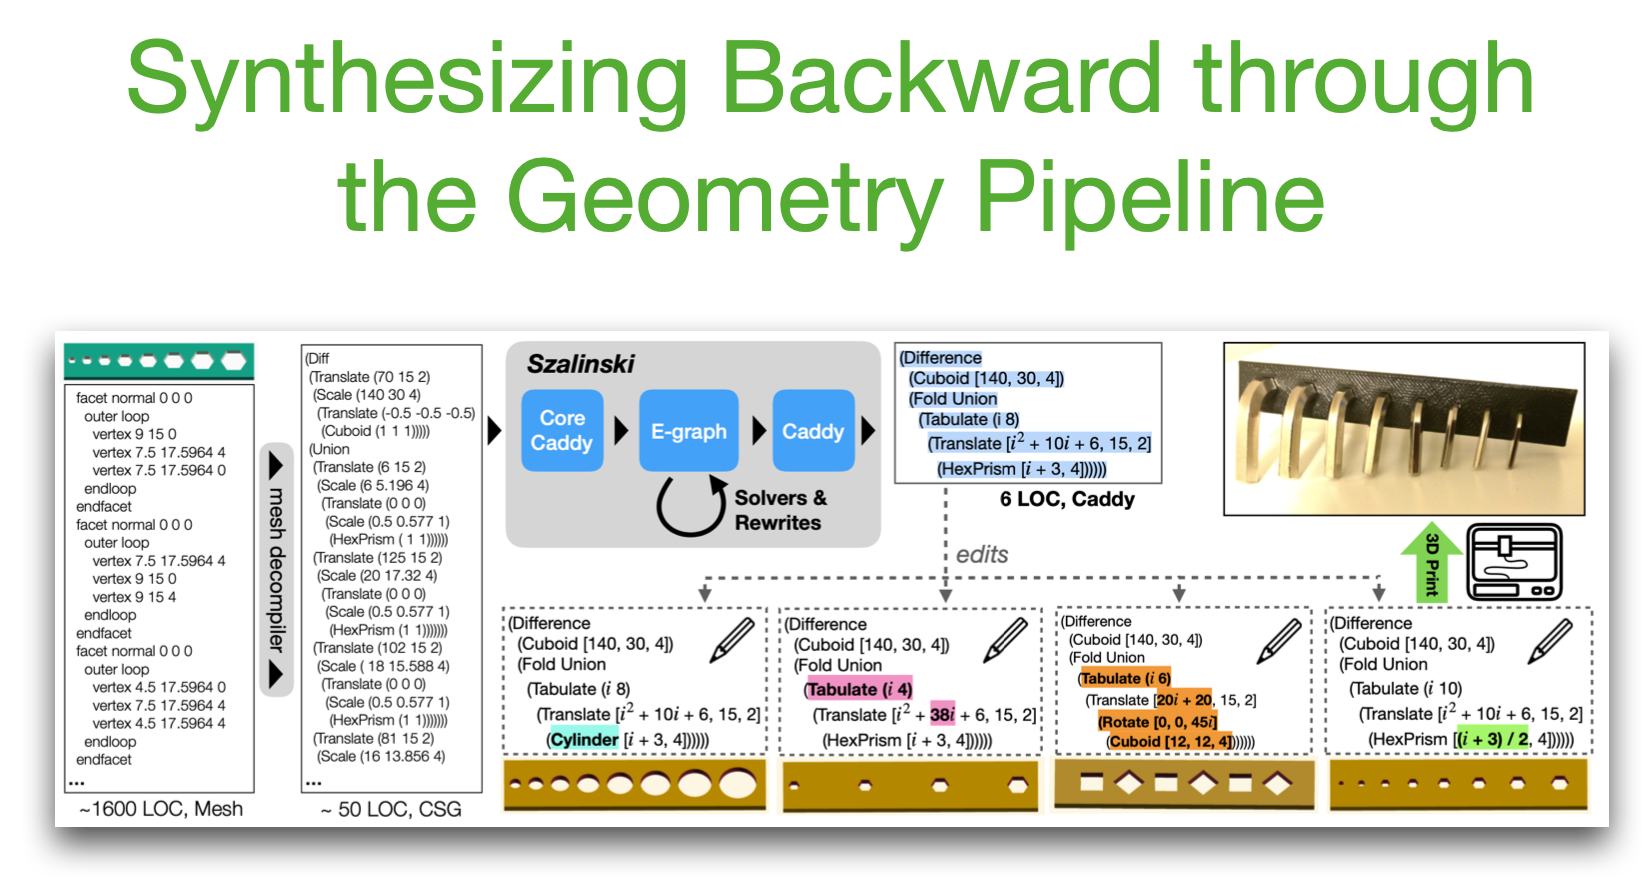 Synthesizing Backward through
the Geometry Pipeline
facet normal 0 0 0
outer loop
vertex 9 15 0
vertex 7.5 17.5964 4
vertex 7.5 17.5964 0
endloop
endfacet
facet normal 0 0 0
outer loop
vertex 7.5 17.5964 4
vertex 9 15 0
vertex 9 15 4
endloop
endfacet
facet normal 0 0 0
outer loop
vertex 4.5 17.5964 0
vertex 7.5 17.5964 4
vertex 4.5 17.5964 4
endloop
endfacet
...
~1600 LOC, Mesh
mesh decompiler
(Diff
(Translate (70 15 2)
(Scale (140 30 4)
(Translate (-0.5 -0.5 -0.5)
(Cuboid (1 1 1)))))
(Union
(Translate (6 15 2)
(Scale (6 5.196 4)
(Translate (0 0 0)
(Scale (0.5 0.577 1)
(HexPrism ( 1 1))))))
(Translate (125 15 2)
(Scale (20 17.32 4)
(Translate (0 0 0)
(Scale (0.5 0.577 1)
(HexPrism (1 1)))))))
(Translate (102 15 2)
(Scale ( 18 15.588 4)
(Translate (0 0 0)
(Scale (0.5 0.577 1)
(HexPrism (1 1)))))))
(Translate (81 15 2)
(Scale (16 13.856 4)
...
~ 50 LOC, CSG
Szalinski
Core
Caddy
E-graph
Caddy
Solvers &
Rewrites
(Difference
(Cuboid [140, 30, 4])
(Fold Union
(Tabulate (i 8)
(Translate [i² + 10i + 6, 15, 2]
(HexPrism [i + 3, 4])))))
6 LOC, Caddy
edits
3D Print
(Difference
(Cuboid [140, 30, 4])
(Fold Union
(Tabulate (i 8)
(Translate [i² + 10i + 6, 15, 2]
(Cylinder [i + 3, 4])))))
(Difference
(Cuboid [140, 30, 4])
(Fold Union
(Tabulate (i 4)
(Translate [i² + 38i + 6, 15, 2]
(HexPrism [i + 3, 4])))))
(Difference
(Cuboid [140, 30, 4])
(Fold Union
(Tabulate (i 6)
(Translate [20i + 20, 15, 2]
(Rotate [0, 0, 45i]
(Cuboid [12, 12, 4]))))))
(Difference
(Cuboid [140, 30, 4])
(Fold Union
(Tabulate (i 10)
(Translate [i² + 10i + 6, 15, 2]
(HexPrism [(i + 3) / 2, 4])))))